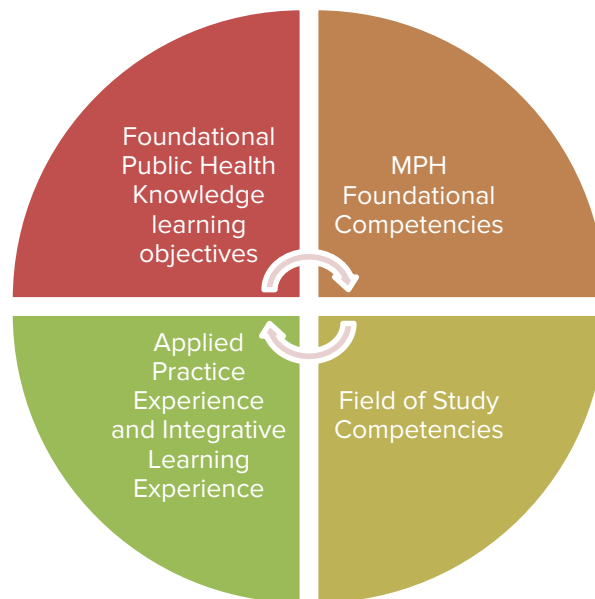 Foundational
Public Health
Knowledge
learning
objectives
MPH
Foundational
Competencies
Applied
Practice
Experience
and Integrative
Learning
Experience
Field of Study
Competencies